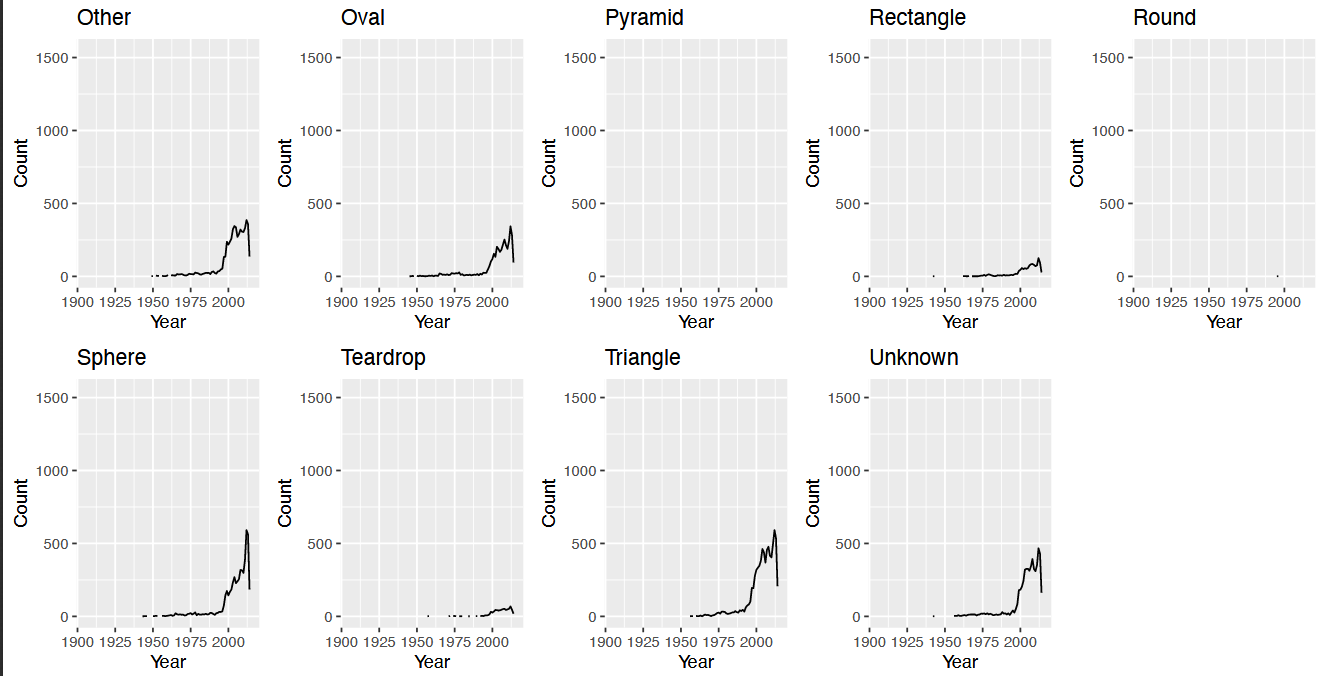 Other Oval Pyramid Rectangle Round
1500 1500 1500 1500 1500
1000 1000 1000 1000 1000
Count Count Count Count Count
500 500 500 500 500
0 0 0 0 0
1900 1925 1950 1975 2000 1900 1925 1950 1975 2000 1900 1925 1950 1975 2000 1900 1925 1950 1975 2000 1900 1925 1950 1975 2000
Year Year Year Year Year
Sphere Teardrop Triangle Unknown
1500 1500 1500 1500
1000 1000 1000 1000
Count Count Count Count
500 500 500 500
0 0 0 0
1900 1925 1950 1975 2000 1900 1925 1950 1975 2000 1900 1925 1950 1975 2000 1900 1925 1950 1975 2000
Year Year Year Year